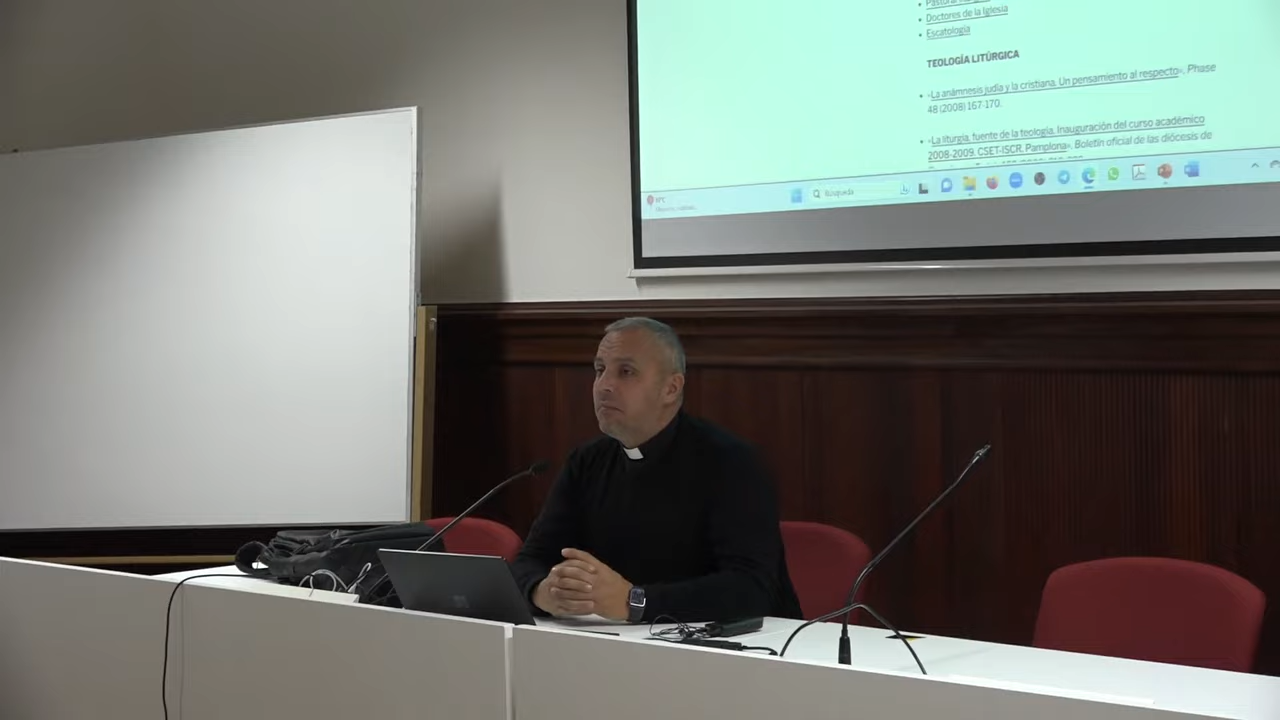 Doctores de la Iglesia
Escatología
TEOLOGÍA LITÚRGICA
«La anámnesis judía y la cristiana. Un pensamiento al respecto», Phase
48 (2008) 167-170.
«La liturgia, fuente de la teología. Inauguración del curso académico
2008-2009. CSET-ISCR. Pamplona», Boletín oficial de las diócesis de
Búsqueda